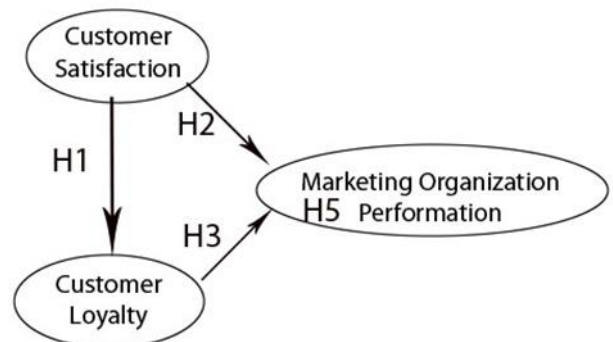 Customer
Satisfaction
H2
H1
Marketing Organization
H5 Performation
H3
Customer
Loyalty